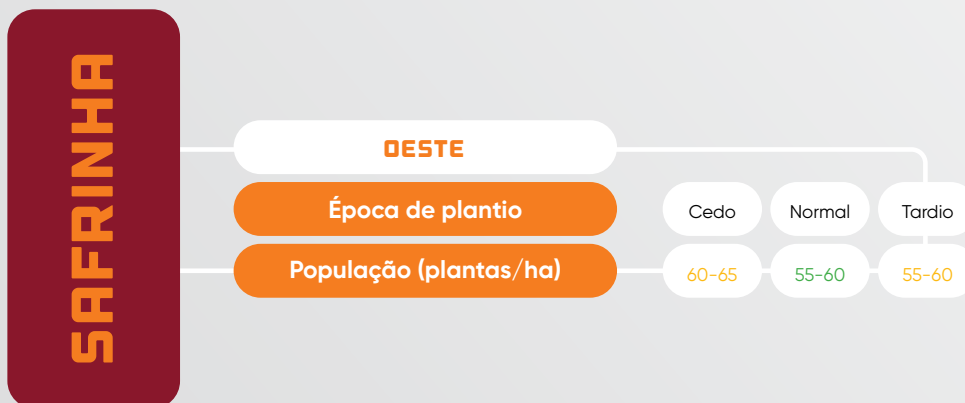 SAFRINHA
OESTE
Época de plantio Cedo Normal Tardio
População (plantas/ha) 60-65 55-60 55-60